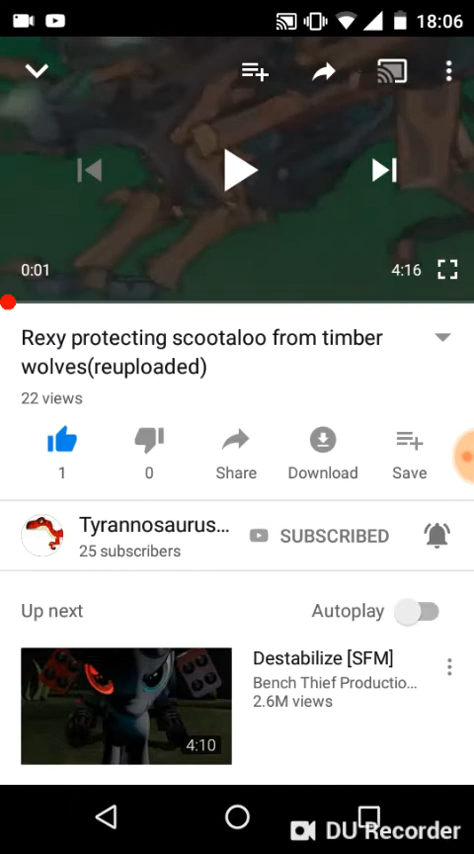 18:06
0:01
4:16
Rexy protecting scootaloo from timber
wolves(reuploaded)
22 views
1
0
Share
Download
Save
Tyrannosaurus...
25 subscribers
SUBSCRIBED
Up next
Autoplay
4:10
Destabilize [SFM]
Bench Thief Productio...
2.6M views
DU Recorder